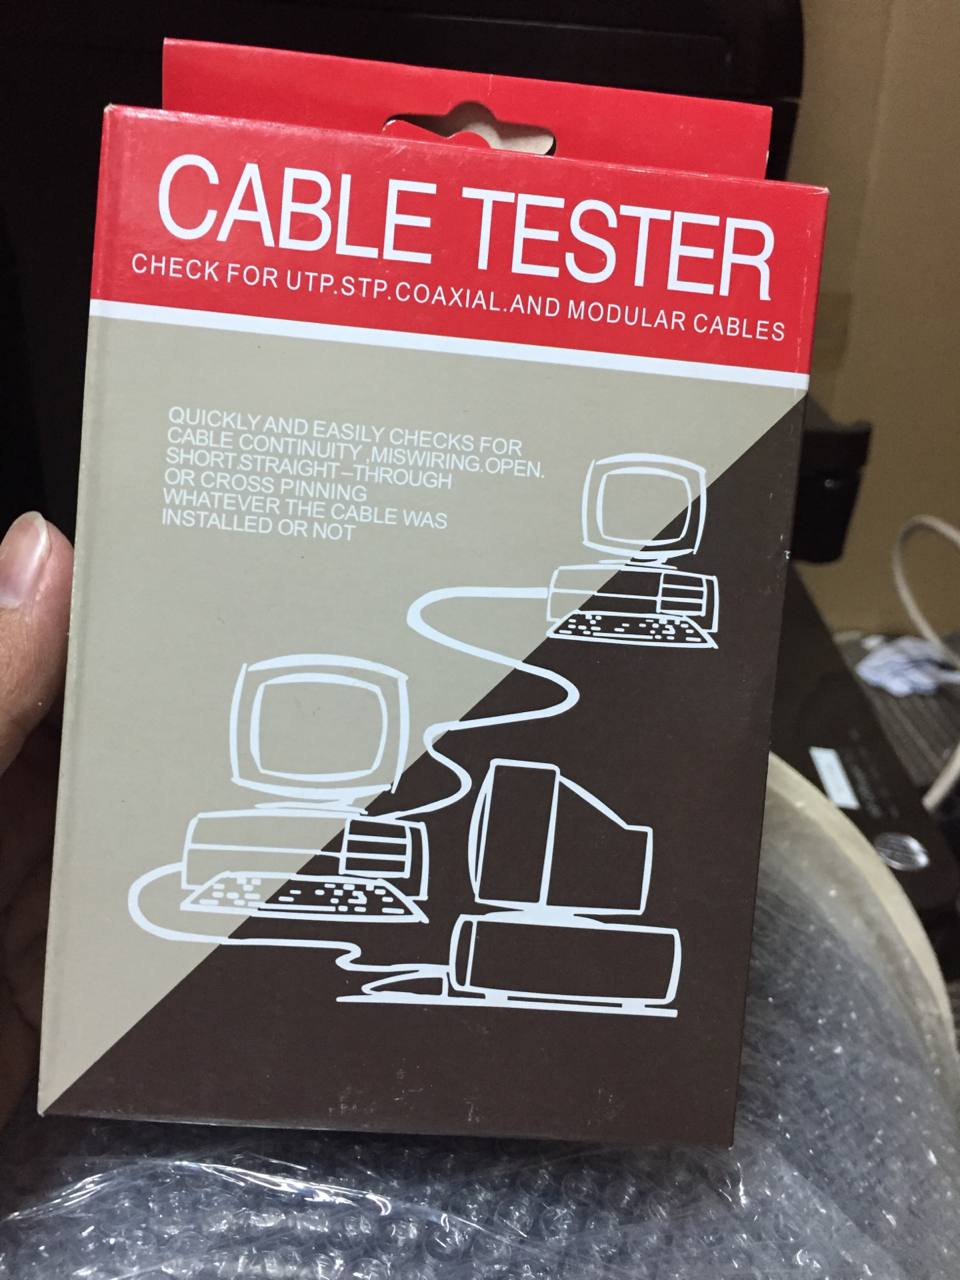 CABLE TESTER
CHECK FOR UTP.STP.COAXIAL.AND MODULAR CABLES
QUICKLY AND EASILY CHECKS FOR
CABLE CONTINUITY ,MISWIRING.OPEN.
SHORT.STRAIGHT–THROUGH
OR CROSS PINNING
WHATEVER THE CABLE WAS
INSTALLED OR NOT
hp